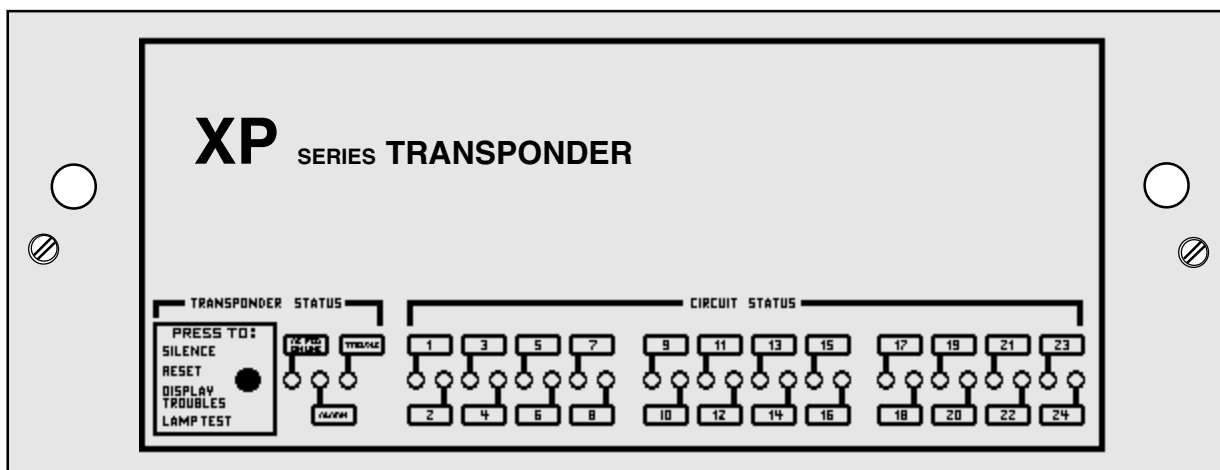 XP SERIES TRANSPONDER
TRANSPONDER STATUS
CIRCUIT STATUS
PRESS TO:
SILENCE
RESET
DISPLAY
TROUBLES
LAMP TEST
ON LINE
TROUBLE
ALARM
1 3 5 7 9 11 13 15 17 19 21 23
2 4 6 8 10 12 14 16 18 20 22 24